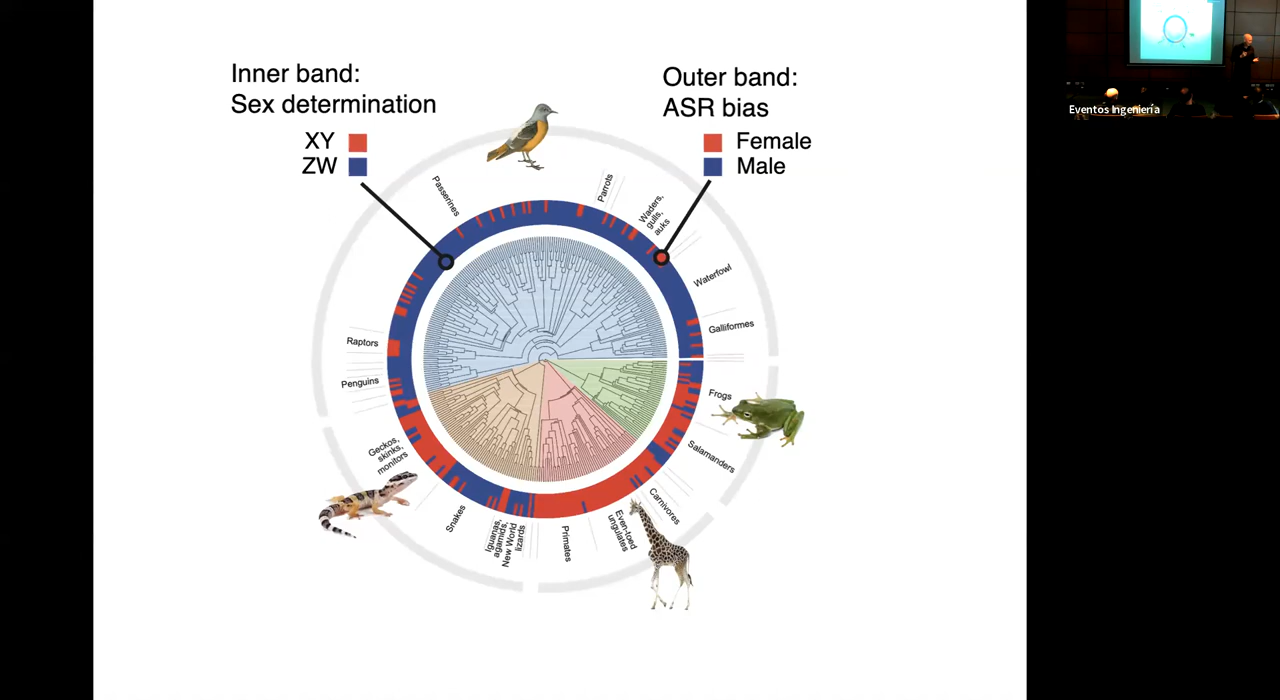 Inner band:
Sex determination
XY
ZW
Outer band:
ASR bias
Female
Male
Passerines
Parrots
Waders,
gulls,
auks
Waterfowl
Galliformes
Frogs
Salamanders
Carnivores
Even-toed
ungulates
Primates
Iguanas,
agamids,
New World
lizards
Snakes
Geckos,
skinks,
monitors
Penguins
Raptors
Eventos Ingeniería